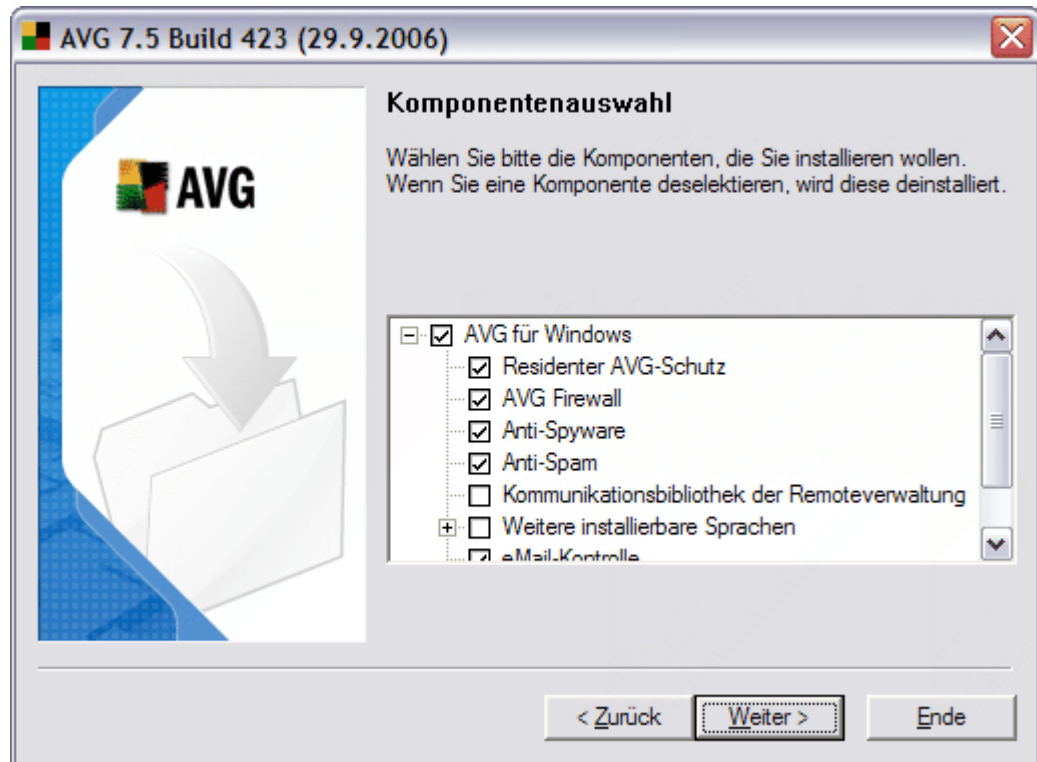 AVG 7.5 Build 423 (29.9.2006)
AVG
Komponentenauswahl
Wählen Sie bitte die Komponenten, die Sie installieren wollen.
Wenn Sie eine Komponente deselektieren, wird diese deinstalliert.
AVG für Windows
Residenter AVG-Schutz
AVG Firewall
Anti-Spyware
Anti-Spam
Kommunikationsbibliothek der Remoteverwaltung
Weitere installierbare Sprachen
eMail-Kontrolle
< Zurück Weiter > Ende